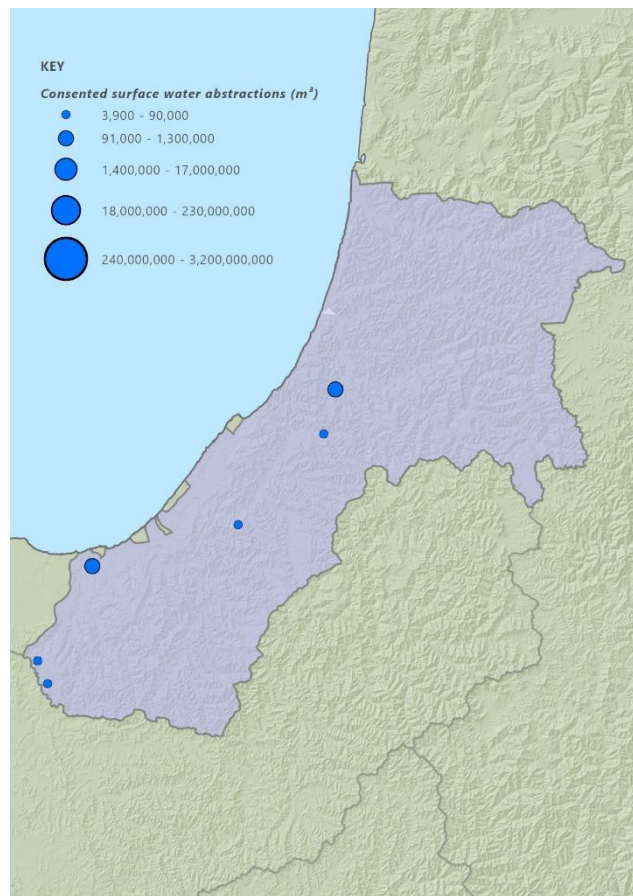 KEY
Consented surface water abstractions (m³)
3,900 - 90,000
91,000 - 1,300,000
1,400,000 - 17,000,000
18,000,000 - 230,000,000
240,000,000 - 3,200,000,000